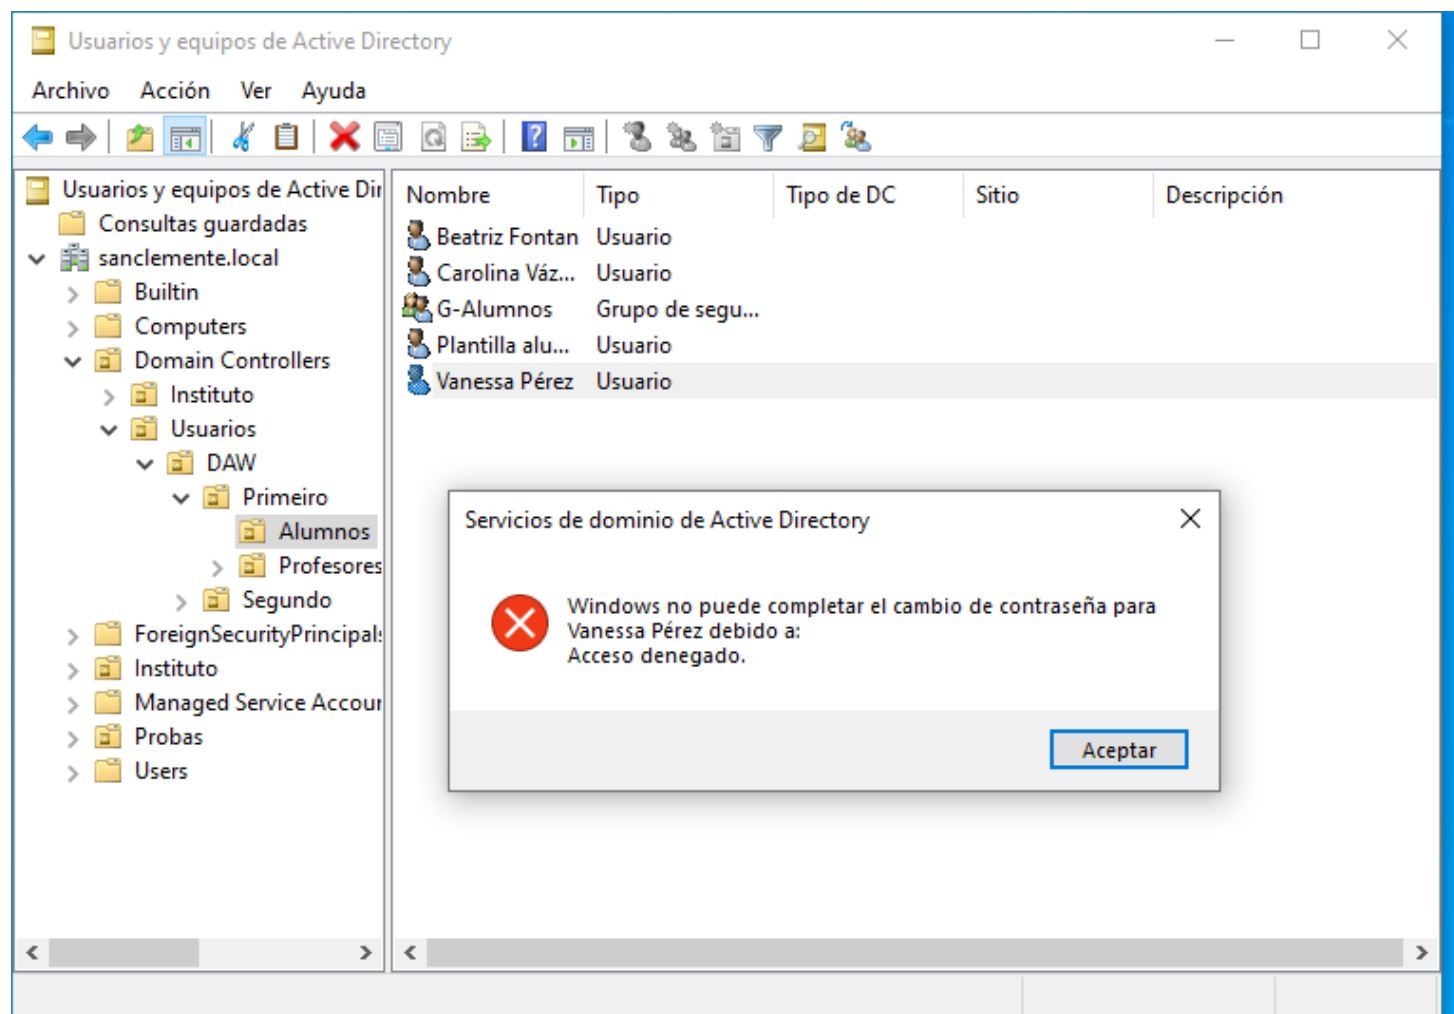 Usuarios y equipos de Active Directory
Archivo Acción Ver Ayuda
Usuarios y equipos de Active Dir
Consultas guardadas
sanclemente.local
Builtin
Computers
Domain Controllers
Instituto
Usuarios
DAW
Primeiro
Alumnos
Profesores
Segundo
ForeignSecurityPrincipal:
Instituto
Managed Service Accour
Probas
Users
Nombre Tipo Tipo de DC Sitio Descripción
Beatriz Fontan Usuario
Carolina Váz... Usuario
G-Alumnos Grupo de segu...
Plantilla alu... Usuario
Vanessa Pérez Usuario
Servicios de dominio de Active Directory
Windows no puede completar el cambio de contraseña para
Vanessa Pérez debido a:
Acceso denegado.
Aceptar